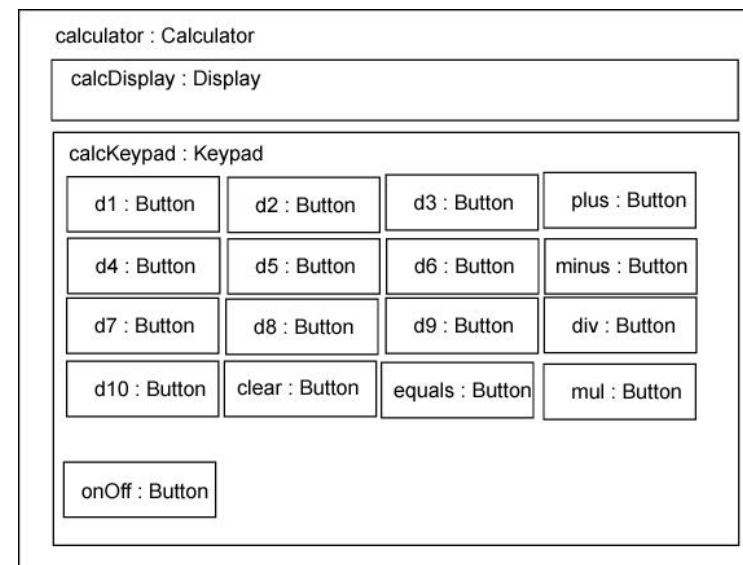 calculator : Calculator
calcDisplay : Display
calcKeypad : Keypad
d1 : Button
d2 : Button
d3 : Button
plus : Button
d4 : Button
d5 : Button
d6 : Button
minus : Button
d7 : Button
d8 : Button
d9 : Button
div : Button
d10 : Button
clear : Button
equals : Button
mul : Button
onOff : Button